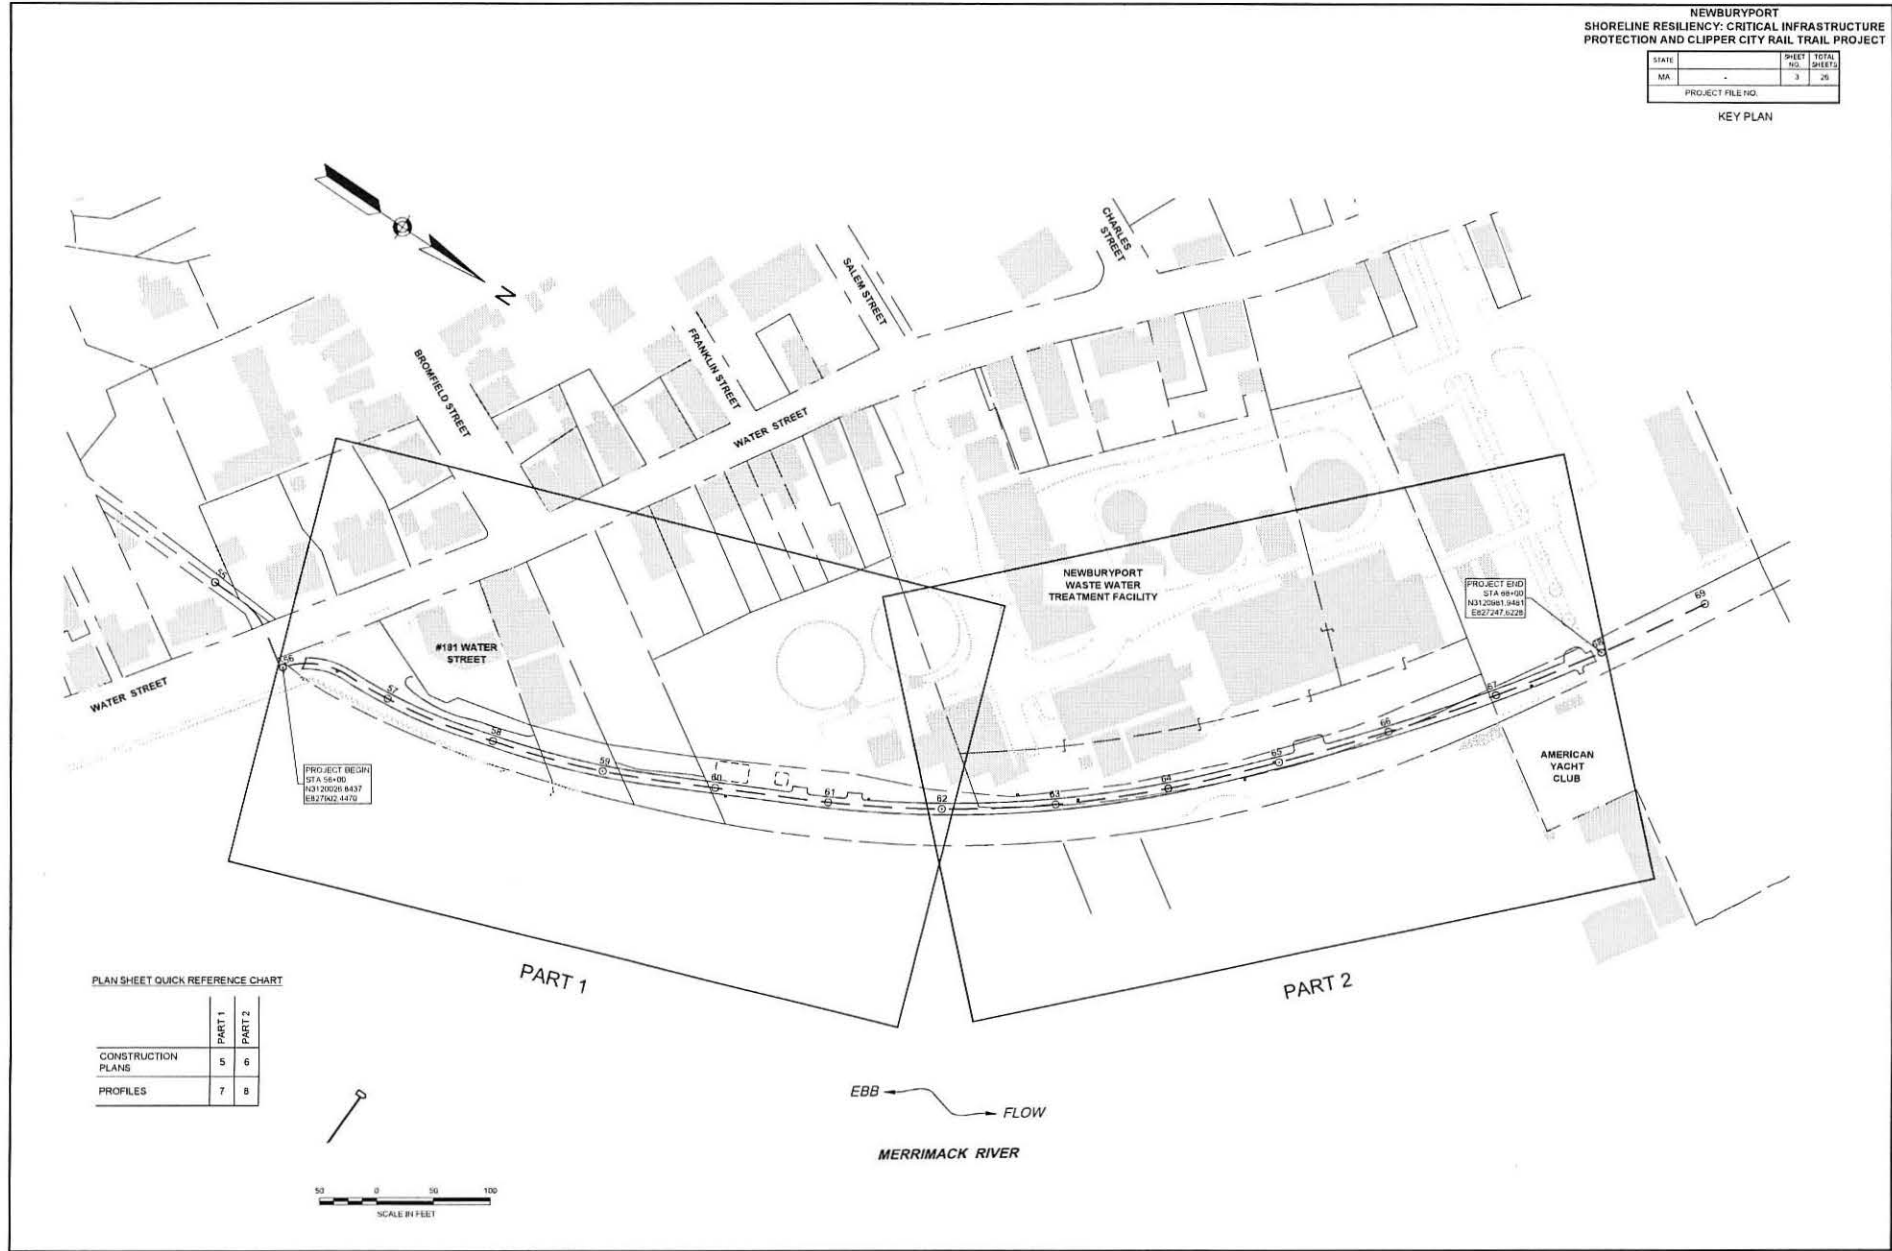 NEWBURYPORT
SHORELINE RESILIENCY: CRITICAL INFRASTRUCTURE
PROTECTION AND CLIPPER CITY RAIL TRAIL PROJECT
STATE SHEET NO. TOTAL SHEETS
MA - 3 26
PROJECT FILE NO.
KEY PLAN
N
CHARLES
STREET
SALEM STREET
FRANKLIN STREET
BROMFIELD STREET
WATER STREET
NEWBURYPORT
WASTE WATER
TREATMENT FACILITY
PROJECT END
STA 68+00
N3120981.9481
E827247.6228
#181 WATER
STREET
WATER STREET
55
56
57
58
59
60
61
62
63
64
65
66
67
68
69
PROJECT BEGIN
STA 56+00
N3120026.8437
E827902.4470
AMERICAN
YACHT
CLUB
PART 1
PART 2
PLAN SHEET QUICK REFERENCE CHART
PART 1 PART 2
CONSTRUCTION
PLANS 5 6
PROFILES 7 8
EBB
FLOW
MERRIMACK RIVER
50 0 50 100
SCALE IN FEET